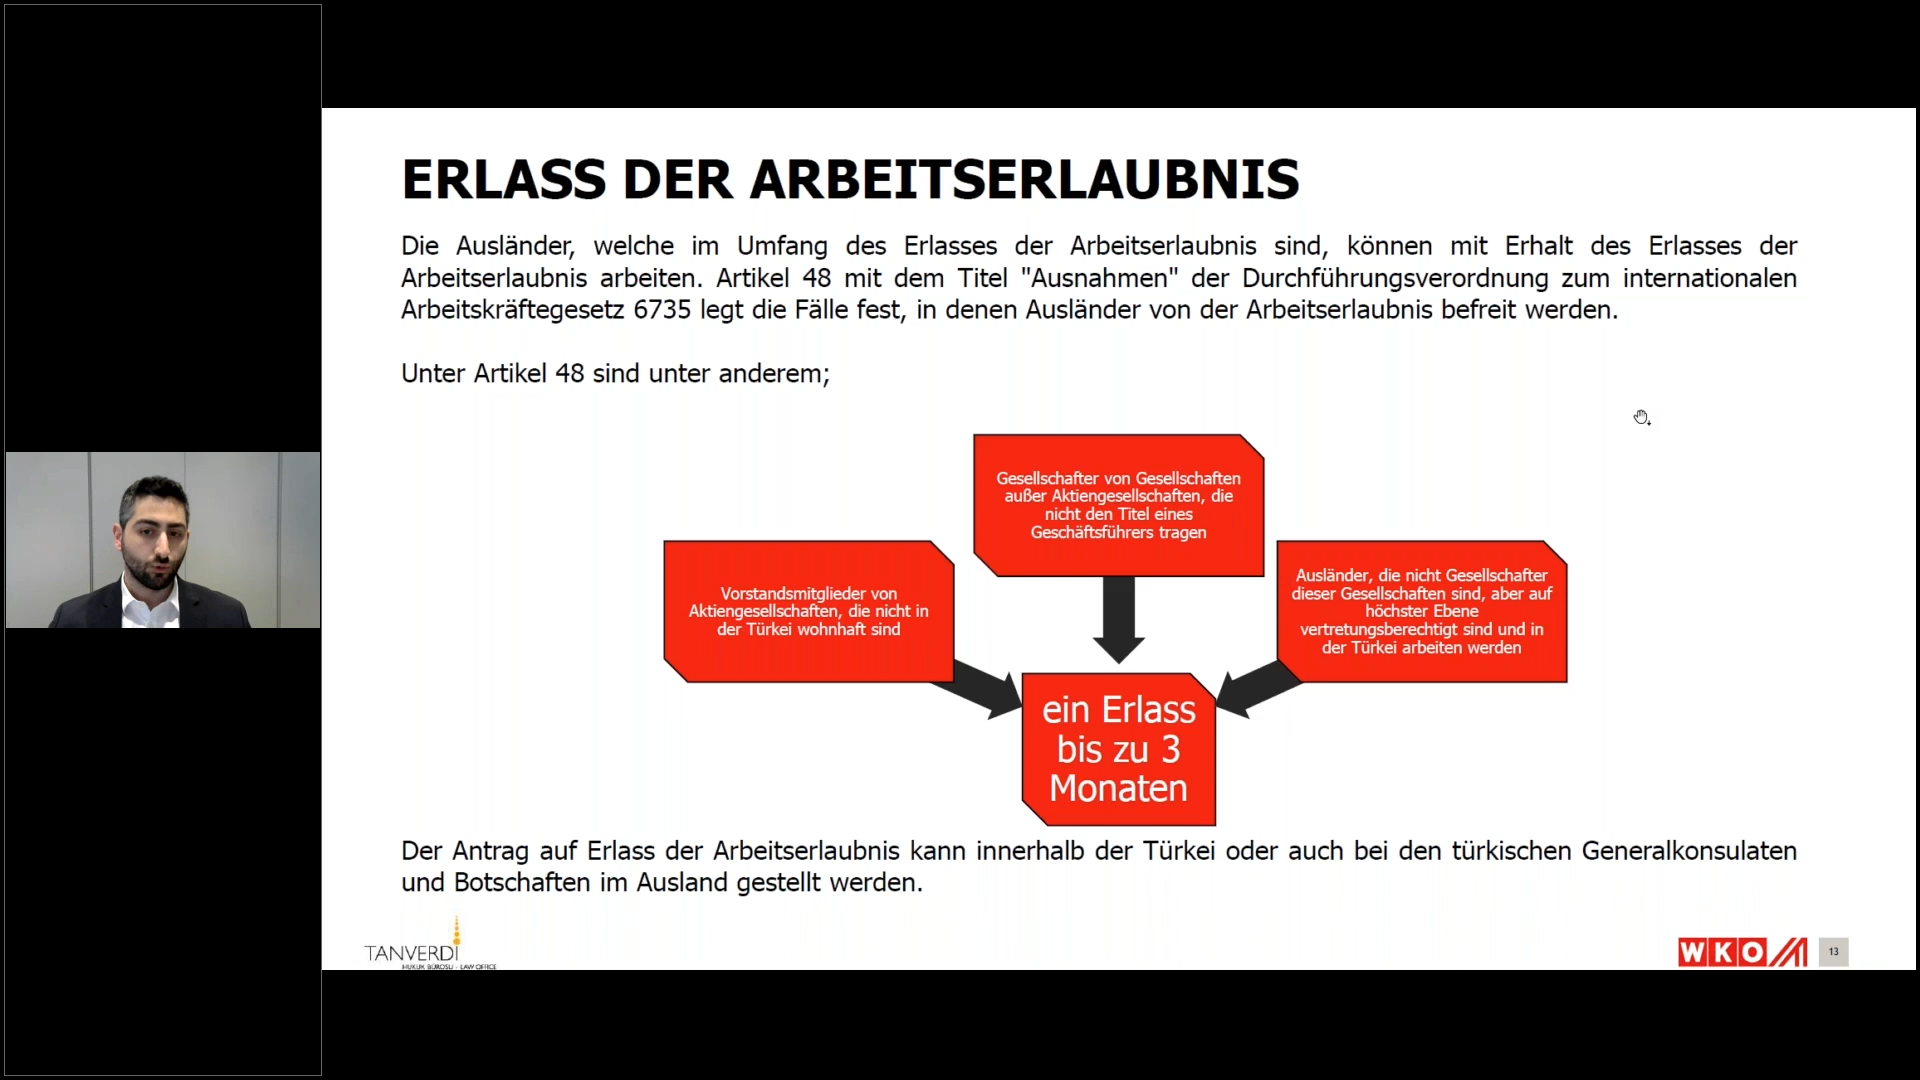 ERLASS DER ARBEITSERLAUBNIS
Die Ausländer, welche im Umfang des Erlasses der Arbeitserlaubnis sind, können mit Erhalt des Erlasses der
Arbeitserlaubnis arbeiten. Artikel 48 mit dem Titel "Ausnahmen" der Durchführungsverordnung zum internationalen
Arbeitskräftegesetz 6735 legt die Fälle fest, in denen Ausländer von der Arbeitserlaubnis befreit werden.
Unter Artikel 48 sind unter anderem;
Vorstandsmitglieder von
Aktiengesellschaften, die nicht in
der Türkei wohnhaft sind
Gesellschafter von Gesellschaften
außer Aktiengesellschaften, die
nicht den Titel eines
Geschäftsführers tragen
Ausländer, die nicht Gesellschafter
dieser Gesellschaften sind, aber auf
höchster Ebene
vertretungsberechtigt sind und in
der Türkei arbeiten werden
ein Erlass
bis zu 3
Monaten
Der Antrag auf Erlass der Arbeitserlaubnis kann innerhalb der Türkei oder auch bei den türkischen Generalkonsulaten
und Botschaften im Ausland gestellt werden.
TANVERDİ
HUKUK BÜROSU - LAW OFFICE
WKO
13